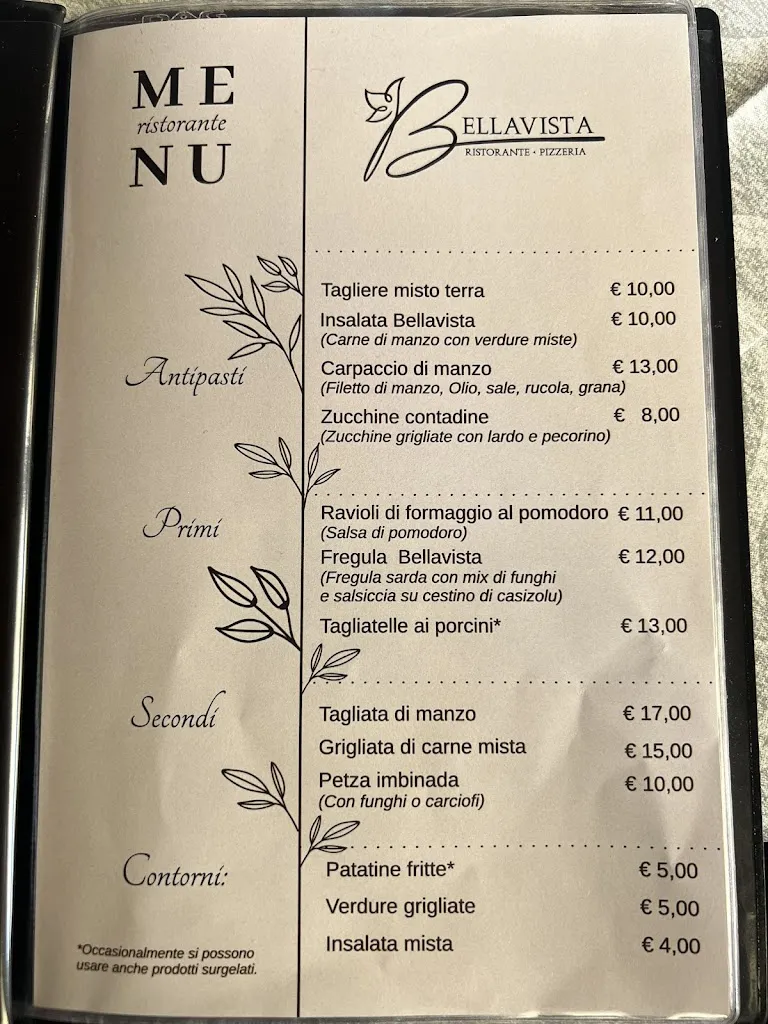 ME
ristorante
NU
BELLAVISTA
RISTORANTE • PIZZERIA
Antipasti
Tagliere misto terra € 10,00
Insalata Bellavista € 10,00
(Carne di manzo con verdure miste)
Carpaccio di manzo € 13,00
(Filetto di manzo, Olio, sale, rucola, grana)
Zucchine contadine € 8,00
(Zucchine grigliate con lardo e pecorino)
Primi
Ravioli di formaggio al pomodoro € 11,00
(Salsa di pomodoro)
Fregula Bellavista € 12,00
(Fregula sarda con mix di funghi
e salsiccia su cestino di casizolu)
Tagliatelle ai porcini* € 13,00
Secondi
Tagliata di manzo € 17,00
Grigliata di carne mista € 15,00
Petza imbinada € 10,00
(Con funghi o carciofi)
Contorni:
Patatine fritte* € 5,00
Verdure grigliate € 5,00
Insalata mista € 4,00
*Occasionalmente si possono
usare anche prodotti surgelati.